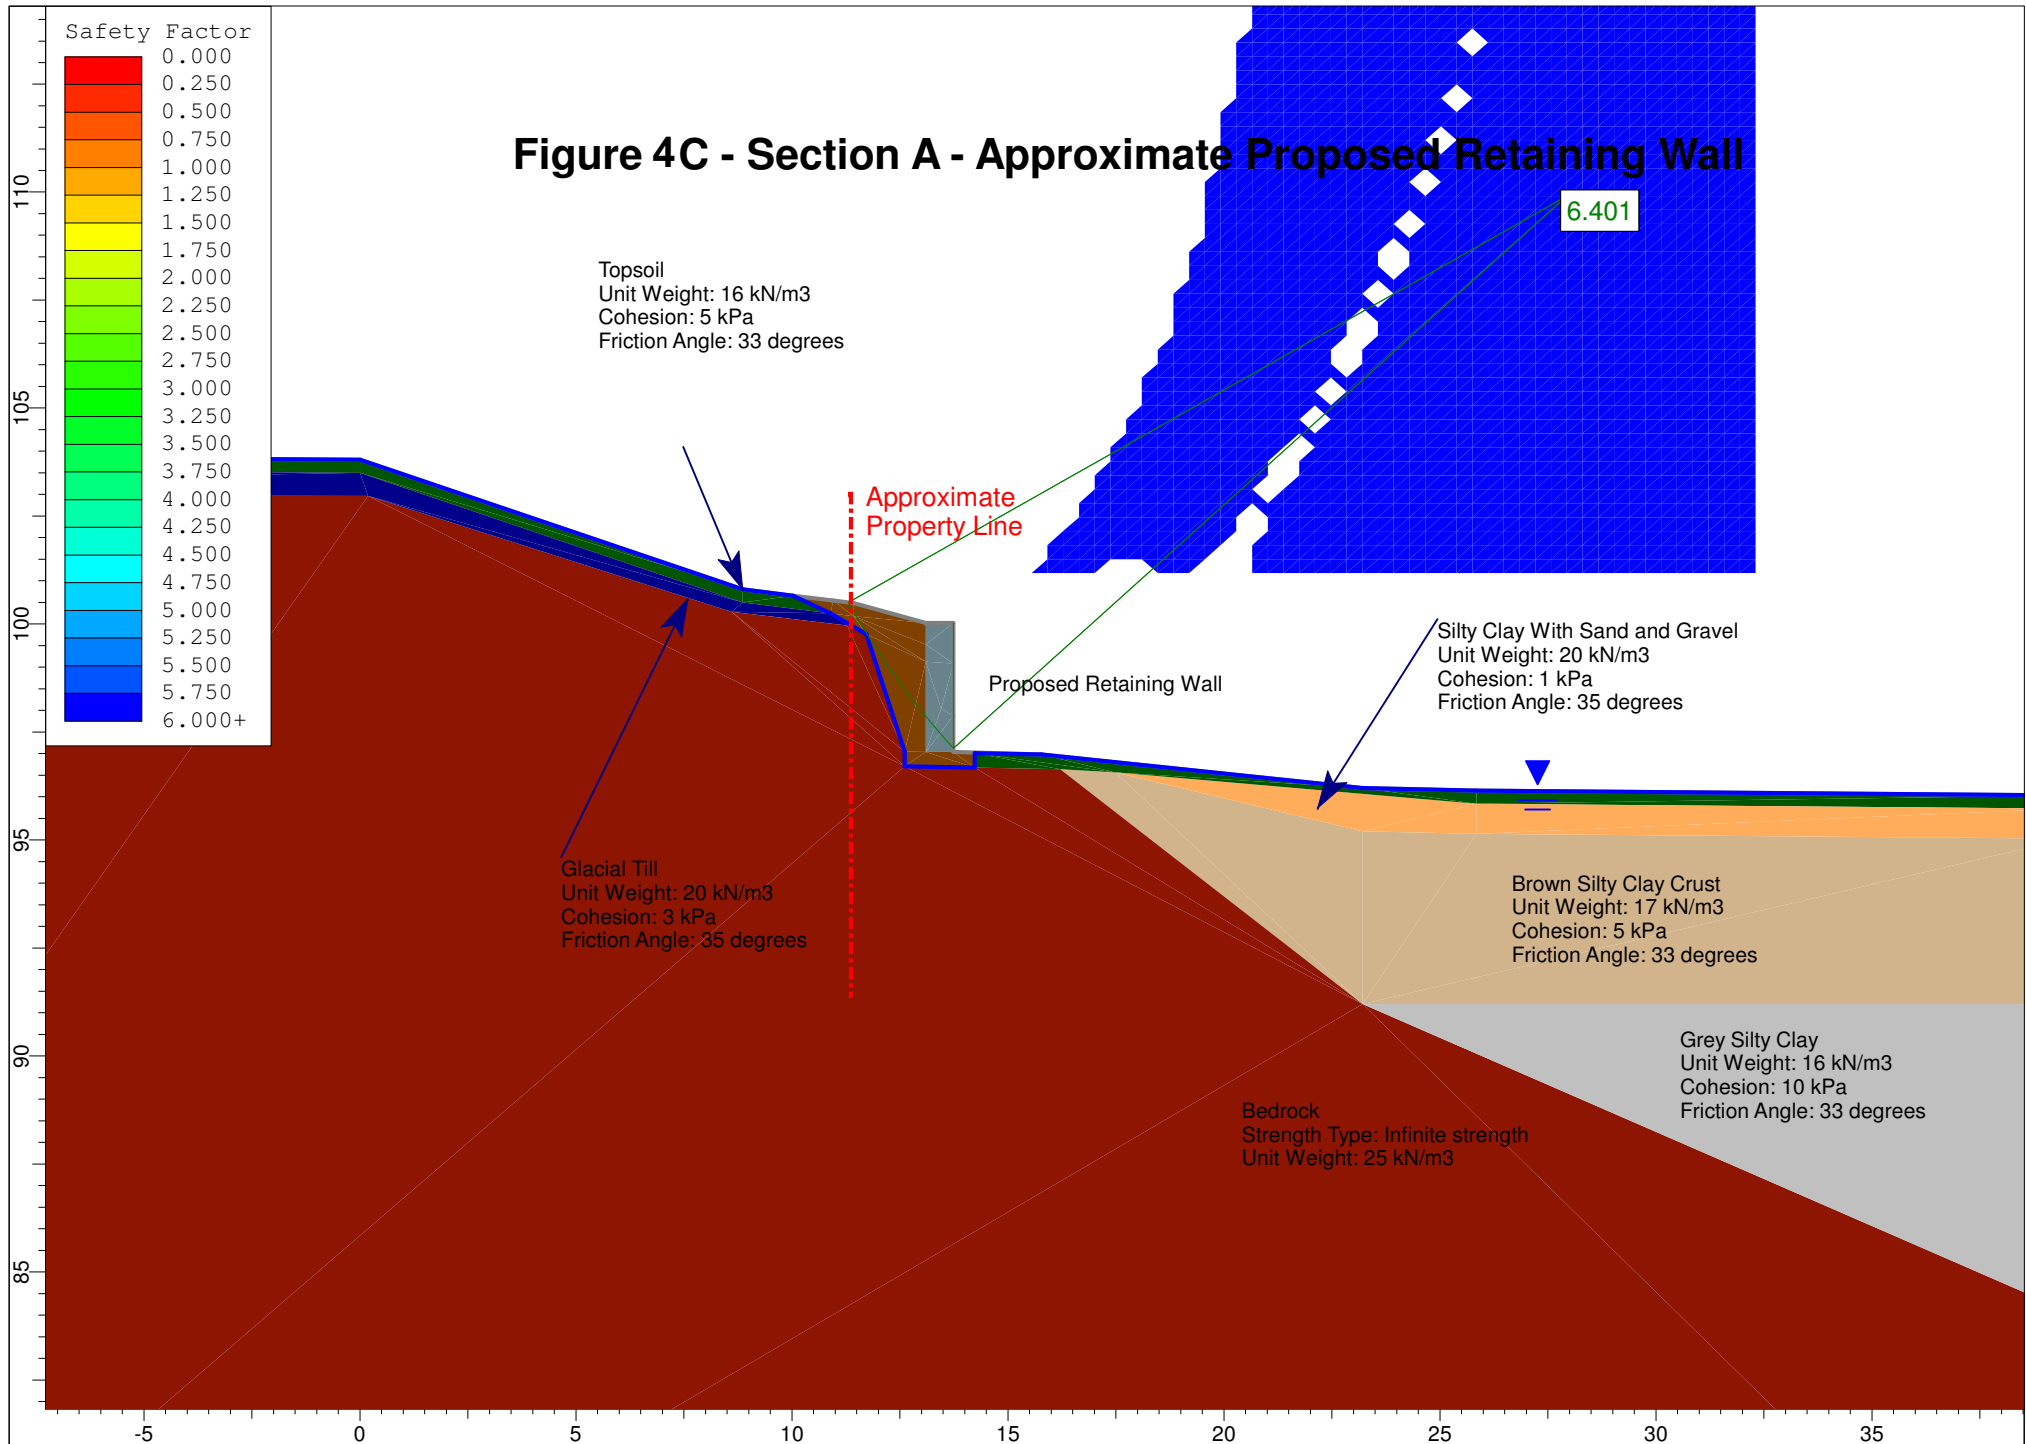 Safety Factor
0.000
0.250
0.500
0.750
1.000
1.250
1.500
1.750
2.000
2.250
2.500
2.750
3.000
3.250
3.500
3.750
4.000
4.250
4.500
4.750
5.000
5.250
5.500
5.750
6.000+
Figure 4C - Section A - Approximate Proposed Retaining Wall
6.401
Topsoil
Unit Weight: 16 kN/m3
Cohesion: 5 kPa
Friction Angle: 33 degrees
Approximate
Property Line
Proposed Retaining Wall
Silty Clay With Sand and Gravel
Unit Weight: 20 kN/m3
Cohesion: 1 kPa
Friction Angle: 35 degrees
Glacial Till
Unit Weight: 20 kN/m3
Cohesion: 3 kPa
Friction Angle: 35 degrees
Brown Silty Clay Crust
Unit Weight: 17 kN/m3
Cohesion: 5 kPa
Friction Angle: 33 degrees
Grey Silty Clay
Unit Weight: 16 kN/m3
Cohesion: 10 kPa
Friction Angle: 33 degrees
Bedrock
Strength Type: Infinite strength
Unit Weight: 25 kN/m3
110
105
100
95
90
85
-5
0
5
10
15
20
25
30
35